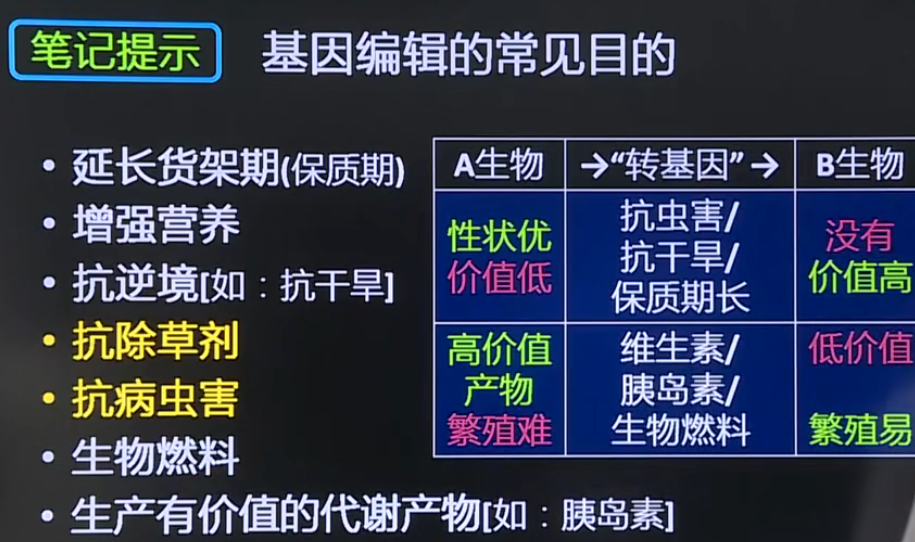 笔记提示
基因编辑的常见目的
• 延长货架期(保质期)
• 增强营养
• 抗逆境[如：抗干旱]
• 抗除草剂
• 抗病虫害
• 生物燃料
• 生产有价值的代谢产物[如：胰岛素]
A生物 →“转基因”→ B生物
性状优
价值低
抗虫害/
抗干旱/
保质期长
没有
价值高
高价值
产物
繁殖难
维生素/
胰岛素/
生物燃料
低价值
繁殖易